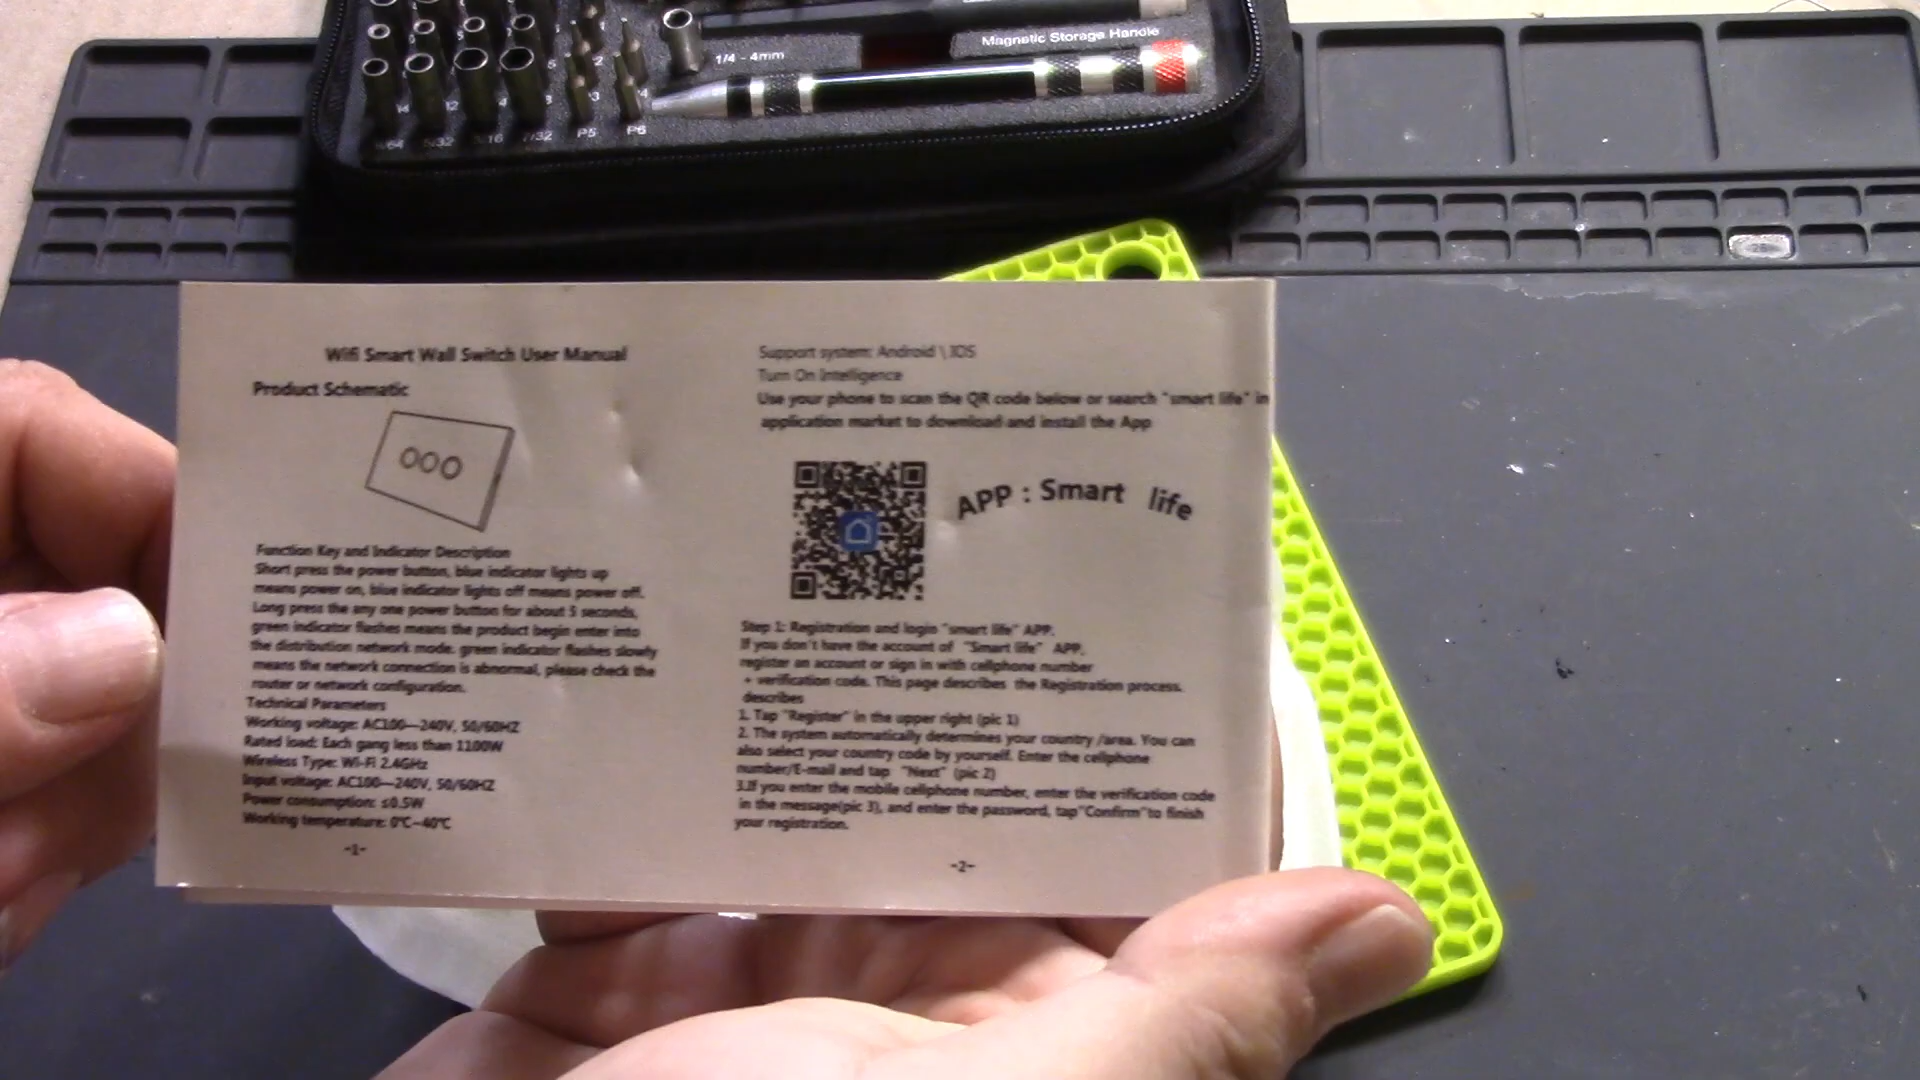 Magnetic Storage Handle
1/4 - 4mm
P5
P6
5/32
7/32
Wifi Smart Wall Switch User Manual
Product Schematic
Function Key and Indicator Description
Short press the power button, blue indicator lights up
means power on, blue indicator lights off means power off.
Long press the any one power button for about 5 seconds,
green indicator flashes means the product begin enter into
the distribution network mode. green indicator flashes slowly
means the network connection is abnormal, please check the
router or network configuration.
Technical Parameters
Working voltage: AC100—240V, 50/60HZ
Rated load: Each gang less than 1100W
Wireless Type: Wi-Fi 2.4GHz
Input voltage: AC100—240V, 50/60HZ
Power consumption: ≤0.5W
Working temperature: 0℃~40℃
-1-
Support system: Android \ IOS
Turn On Intelligence
Use your phone to scan the QR code below or search "smart life" in
application market to download and install the App
APP : Smart life
Step 1: Registration and login "smart life" APP.
If you don't have the account of "Smart life" APP,
register an account or sign in with cellphone number
+ verification code. This page describes the Registration process.
describes
1. Tap "Register" in the upper right (pic 1)
2. The system automatically determines your country /area. You can
also select your country code by yourself. Enter the cellphone
number/E-mail and tap "Next" (pic 2)
3.If you enter the mobile cellphone number, enter the verification code
in the message(pic 3), and enter the password, tap"Confirm"to finish
your registration.
-2-